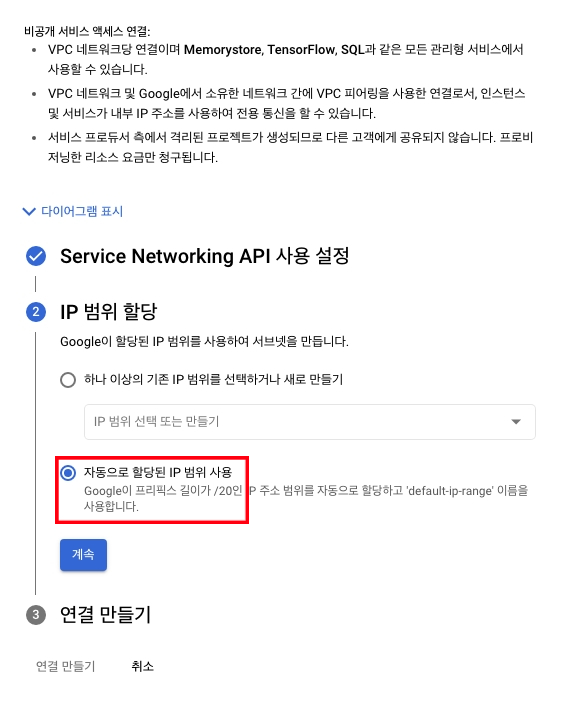 비공개 서비스 액세스 연결:
• VPC 네트워크당 연결이며 Memorystore, TensorFlow, SQL과 같은 모든 관리형 서비스에서
사용할 수 있습니다.
• VPC 네트워크 및 Google에서 소유한 네트워크 간에 VPC 피어링을 사용한 연결로서, 인스턴스
및 서비스가 내부 IP 주소를 사용하여 전용 통신을 할 수 있습니다.
• 서비스 프로듀서 측에서 격리된 프로젝트가 생성되므로 다른 고객에게 공유되지 않습니다. 프로비
저닝한 리소스 요금만 청구됩니다.
다이어그램 표시
Service Networking API 사용 설정
2 IP 범위 할당
Google이 할당된 IP 범위를 사용하여 서브넷을 만듭니다.
하나 이상의 기존 IP 범위를 선택하거나 새로 만들기
IP 범위 선택 또는 만들기
자동으로 할당된 IP 범위 사용
Google이 프리픽스 길이가 /20인 IP 주소 범위를 자동으로 할당하고 'default-ip-range' 이름을
사용합니다.
계속
3 연결 만들기
연결 만들기 취소